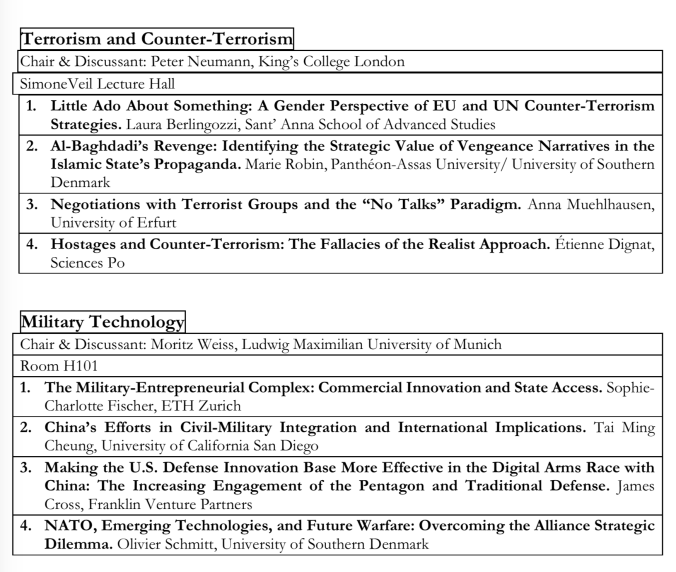 Terrorism and Counter-Terrorism
Chair & Discussant: Peter Neumann, King's College London
SimoneVeil Lecture Hall
1. Little Ado About Something: A Gender Perspective of EU and UN Counter-Terrorism
Strategies. Laura Berlingozzi, Sant' Anna School of Advanced Studies
2. Al-Baghdadi's Revenge: Identifying the Strategic Value of Vengeance Narratives in the
Islamic State's Propaganda. Marie Robin, Panthéon-Assas University/ University of Southern
Denmark
3. Negotiations with Terrorist Groups and the “No Talks” Paradigm. Anna Muehlhausen,
University of Erfurt
4. Hostages and Counter-Terrorism: The Fallacies of the Realist Approach. Étienne Dignat,
Sciences Po
Military Technology
Chair & Discussant: Moritz Weiss, Ludwig Maximilian University of Munich
Room H101
1. The Military-Entrepreneurial Complex: Commercial Innovation and State Access. Sophie-
Charlotte Fischer, ETH Zurich
2. China's Efforts in Civil-Military Integration and International Implications. Tai Ming
Cheung, University of California San Diego
3. Making the U.S. Defense Innovation Base More Effective in the Digital Arms Race with
China: The Increasing Engagement of the Pentagon and Traditional Defense. James
Cross, Franklin Venture Partners
4. NATO, Emerging Technologies, and Future Warfare: Overcoming the Alliance Strategic
Dilemma. Olivier Schmitt, University of Southern Denmark